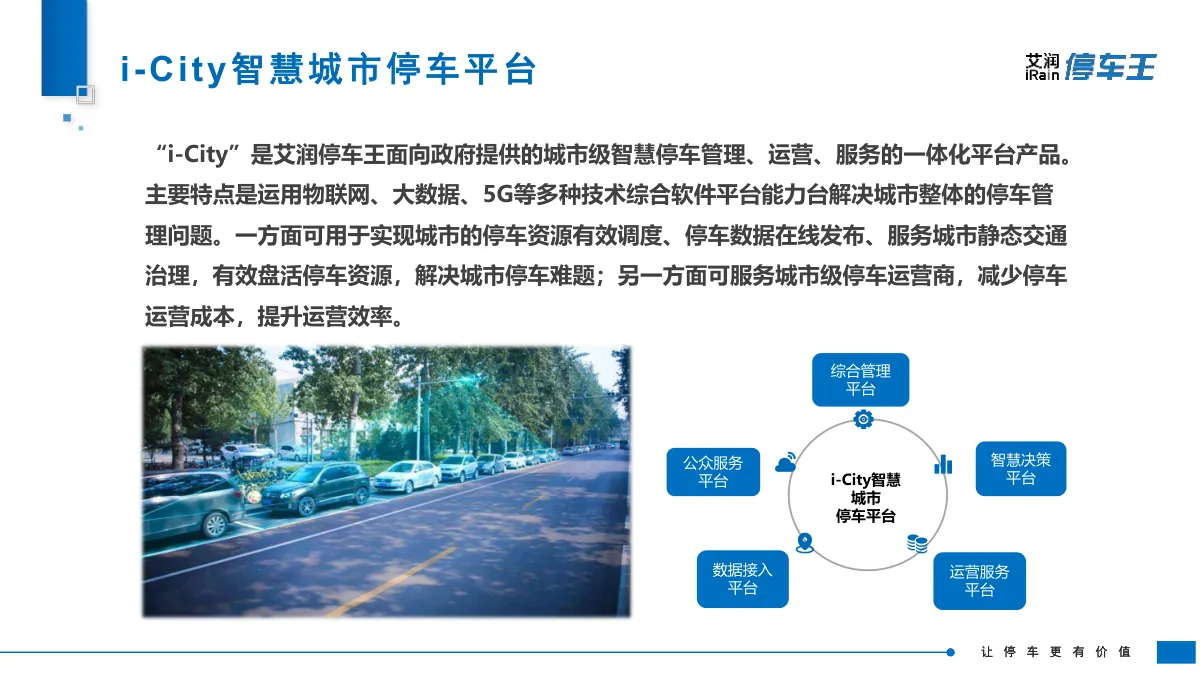 i-City智慧城市停车平台
艾润
iRain
停车王
“i-City”是艾润停车王面向政府提供的城市级智慧停车管理、运营、服务的一体化平台产品。
主要特点是运用物联网、大数据、5G等多种技术综合软件平台能力台解决城市整体的停车管
理问题。一方面可用于实现城市的停车资源有效调度、停车数据在线发布、服务城市静态交通
治理，有效盘活停车资源，解决城市停车难题；另一方面可服务城市级停车运营商，减少停车
运营成本，提升运营效率。
综合管理
平台
公众服务
平台
智慧决策
平台
i-City智慧
城市
停车平台
数据接入
平台
运营服务
平台
让停车更有价值